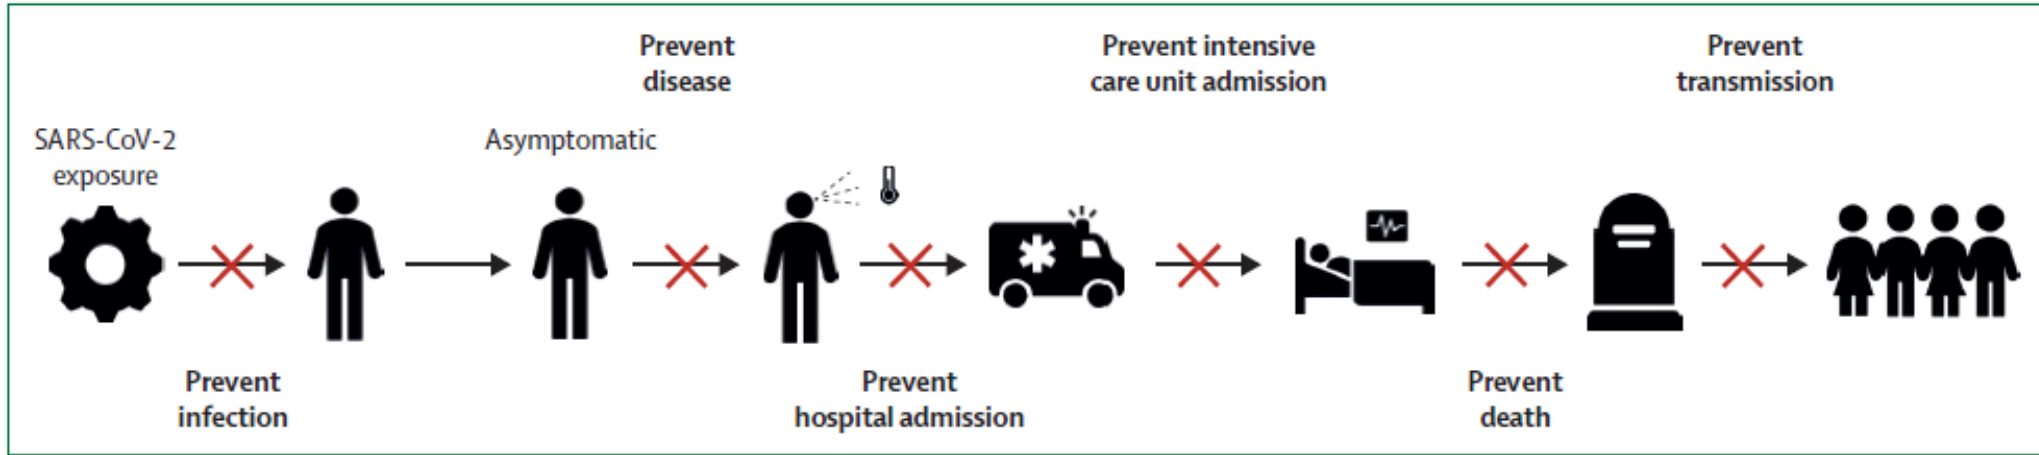 Prevent
disease
Prevent intensive
care unit admission
Prevent
transmission
SARS-CoV-2
exposure
Asymptomatic
Prevent
infection
Prevent
hospital admission
Prevent
death